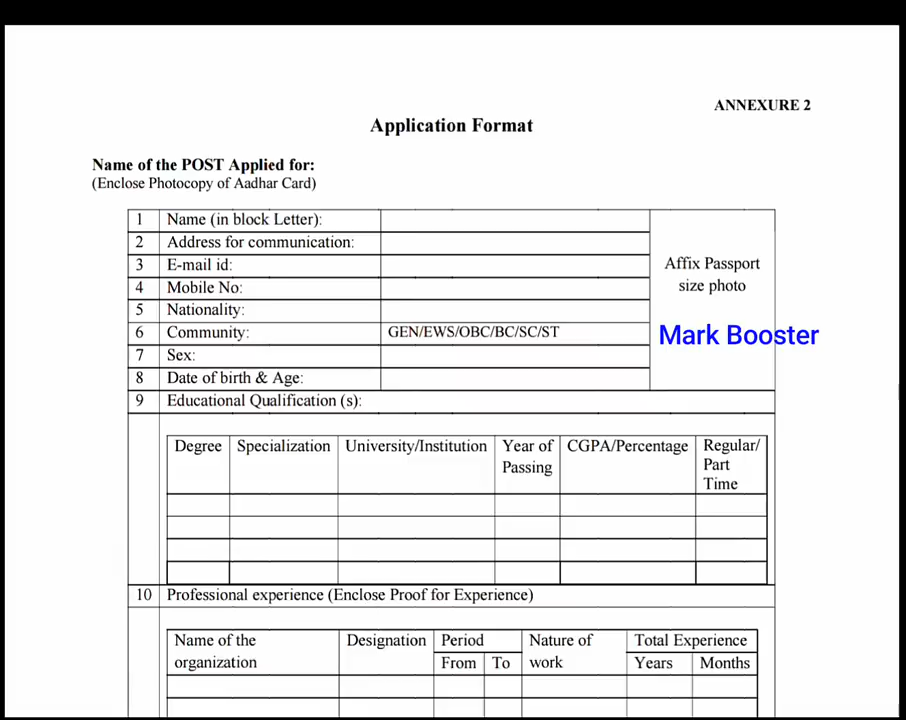 ANNEXURE 2
Application Format
Name of the POST Applied for:
(Enclose Photocopy of Aadhar Card)
1 Name (in block Letter):
2 Address for communication:
3 E-mail id:
4 Mobile No:
5 Nationality:
6 Community: GEN/EWS/OBC/BC/SC/ST
7 Sex:
8 Date of birth & Age:
Affix Passport
size photo
Mark Booster
9 Educational Qualification (s):
Degree Specialization University/Institution Year of CGPA/Percentage Regular/
Passing Part
Time
10 Professional experience (Enclose Proof for Experience)
Name of the Designation Period Nature of Total Experience
organization From To work Years Months